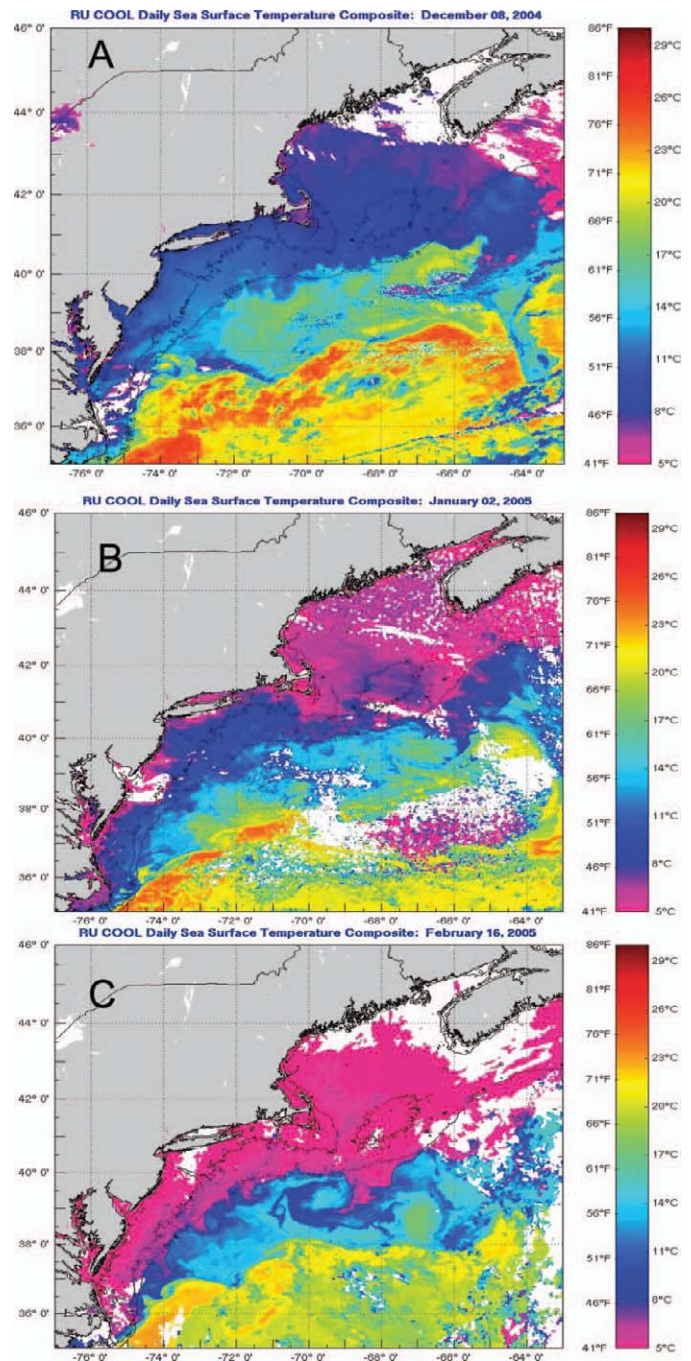 RU COOL Daily Sea Surface Temperature Composite: December 08, 2004
A
46° 0'
44° 0'
42° 0'
40° 0'
38° 0'
36° 0'
-76° 0' -74° 0' -72° 0' -70° 0' -68° 0' -66° 0' -64° 0'
86°F
81°F
76°F
71°F
66°F
61°F
56°F
51°F
46°F
41°F
29°C
26°C
23°C
20°C
17°C
14°C
11°C
8°C
5°C
RU COOL Daily Sea Surface Temperature Composite: January 02, 2005
B
46° 0'
44° 0'
42° 0'
40° 0'
38° 0'
36° 0'
-76° 0' -74° 0' -72° 0' -70° 0' -68° 0' -66° 0' -64° 0'
86°F
81°F
76°F
71°F
66°F
61°F
56°F
51°F
46°F
41°F
29°C
26°C
23°C
20°C
17°C
14°C
11°C
8°C
5°C
RU COOL Daily Sea Surface Temperature Composite: February 16, 2005
C
46° 0'
44° 0'
42° 0'
40° 0'
38° 0'
36° 0'
-76° 0' -74° 0' -72° 0' -70° 0' -68° 0' -66° 0' -64° 0'
86°F
81°F
76°F
71°F
66°F
61°F
56°F
51°F
46°F
41°F
29°C
26°C
23°C
20°C
17°C
14°C
11°C
8°C
5°C